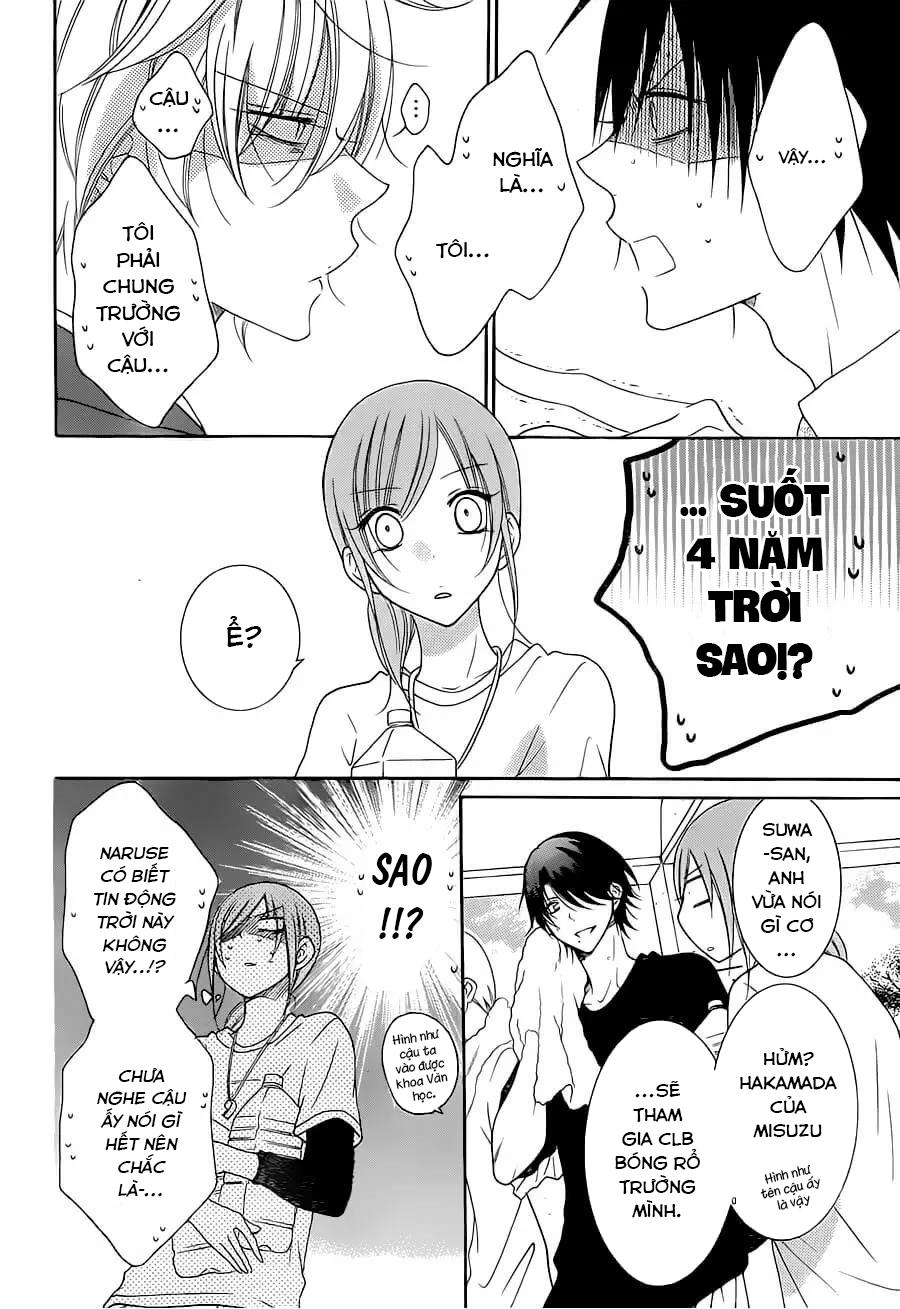 VẬY...
NGHĨA
LÀ...
TÔI...
...
CẬU
...
TÔI
PHẢI
CHUNG
TRƯỜNG
VỚI
CẬU...
... SUỐT
4 NĂM
TRỜI
SAO!?
Ể?
SUWA
-SAN,
ANH
VỪA NÓI
GÌ CƠ
...
HỬM?
HAKAMADA
CỦA
MISUZU
Hình như
tên cậu ấy
là vậy
...SẼ
THAM
GIA CLB
BÓNG RỔ
TRƯỜNG
MÌNH.
SAO
!!?
Hình như
cậu ta
vào được
khoa Văn
học.
NARUSE
CÓ BIẾT
TIN ĐỘNG
TRỜI NÀY
KHÔNG
VẬY..!?
CHƯA
NGHE CẬU
ẤY NÓI GÌ
HẾT NÊN
CHẮC
LÀ-...